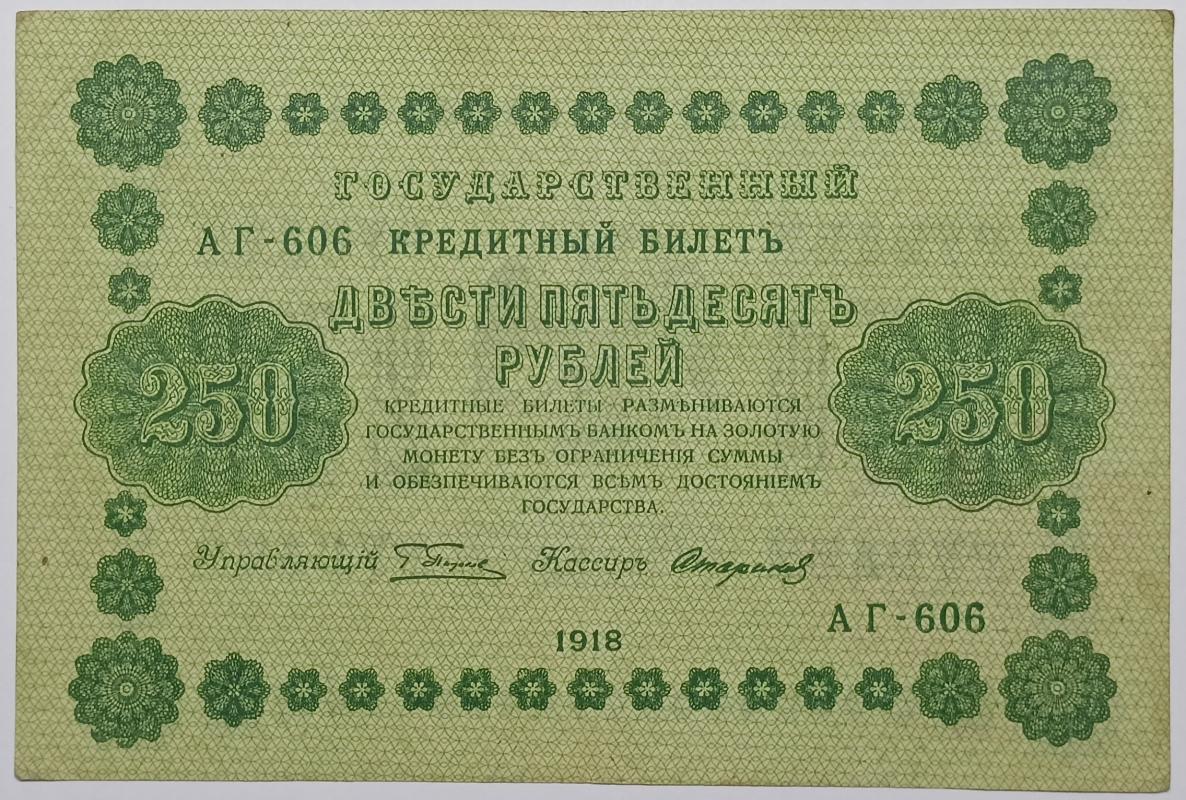 ГОСУДАРСТВЕННЫЙ
АГ-606 КРЕДИТНЫЙ БИЛЕТЪ
ДВѢСТИ ПЯТЬДЕСЯТЪ
РУБЛЕЙ
250 250
КРЕДИТНЫЕ БИЛЕТЫ РАЗМѢНИВАЮТСЯ
ГОСУДАРСТВЕННЫМЪ БАНКОМЪ НА ЗОЛОТУЮ
МОНЕТУ БЕЗЪ ОГРАНИЧЕНІЯ СУММЫ
И ОБЕЗПЕЧИВАЮТСЯ ВСѢМЪ ДОСТОЯНІЕМЪ
ГОСУДАРСТВА.
Управляющій Кассиръ Стариков
АГ-606
1918